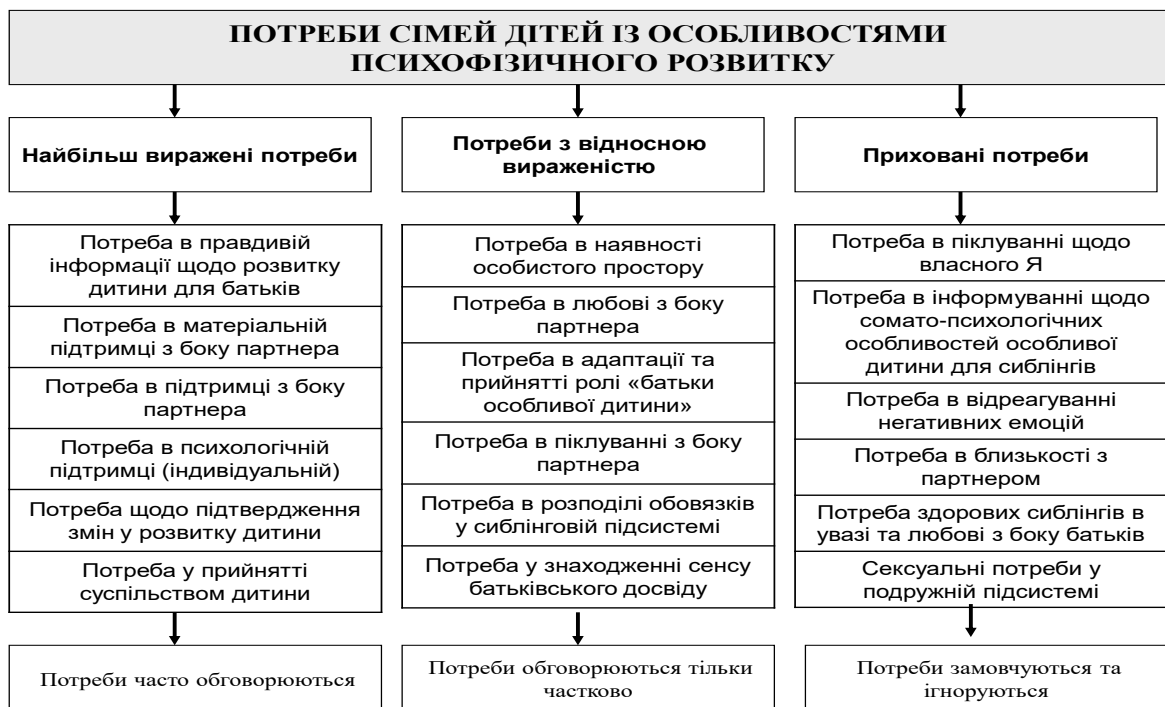 ПОТРЕБИ СІМЕЙ ДІТЕЙ ІЗ ОСОБЛИВОСТЯМИ
ПСИХОФІЗИЧНОГО РОЗВИТКУ
Найбільш виражені потреби
Потреба в правдивій
інформації щодо розвитку
дитини для батьків
Потреба в матеріальній
підтримці з боку партнера
Потреба в підтримці з боку
партнера
Потреба в психологічній
підтримці (індивідуальній)
Потреба щодо підтвердження
змін у розвитку дитини
Потреба у прийнятті
суспільством дитини
Потреби часто обговорюються
Потреби з відносною
вираженістю
Потреба в наявності
особистого простору
Потреба в любові з боку
партнера
Потреба в адаптації та
прийнятті ролі «батьки
особливої дитини»
Потреба в піклуванні з боку
партнера
Потреба в розподілі обовязків
у сиблінговій підсистемі
Потреба у знаходженні сенсу
батьківського досвіду
Потреби обговорюються тільки
частково
Приховані потреби
Потреба в піклуванні щодо
власного Я
Потреба в інформуванні щодо
сомато-психологічних
особливостей особливої
дитини для сиблінгів
Потреба в відреагуванні
негативних емоцій
Потреба в близькості з
партнером
Потреба здорових сиблінгів в
увазі та любові з боку батьків
Сексуальні потреби у
подружній підсистемі
Потреби замовчуються та
ігноруються